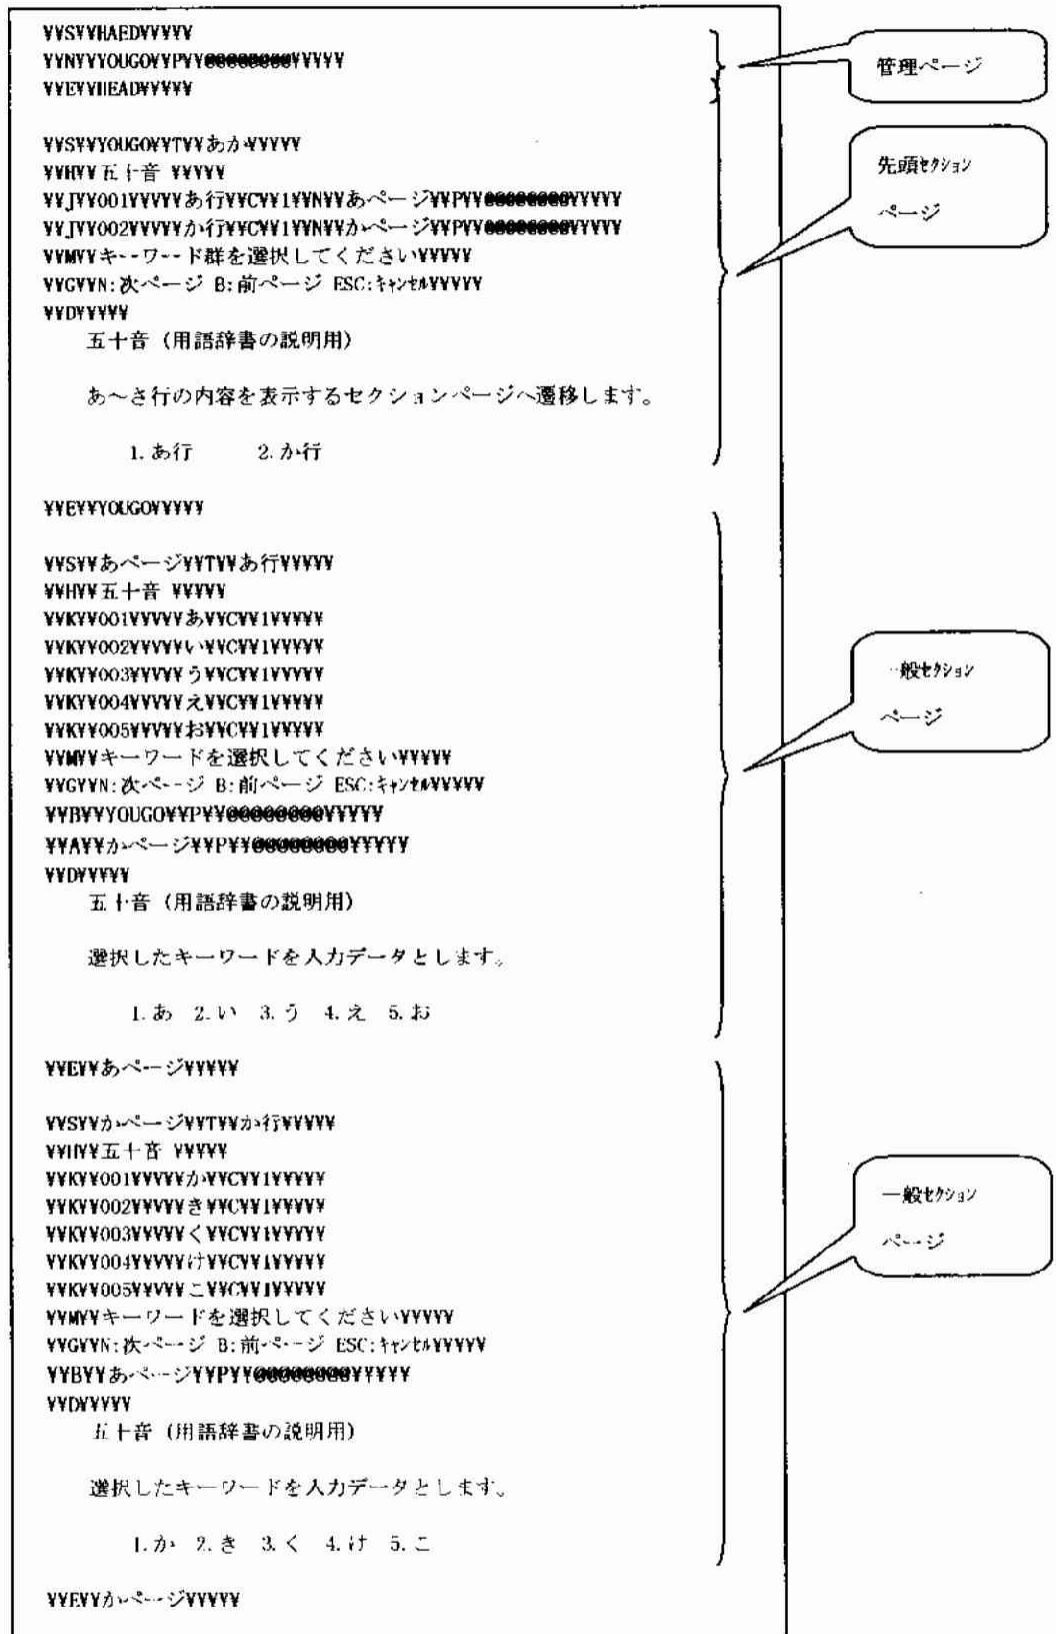 ¥¥S¥¥HAED¥¥¥¥¥
¥¥N¥¥YOUGO¥¥P¥¥@@@@@@@@¥¥¥¥¥
¥¥E¥¥HEAD¥¥¥¥¥
管理ページ
¥¥S¥¥YOUGO¥¥T¥¥あか¥¥¥¥¥
¥¥H¥¥五十音 ¥¥¥¥¥
¥¥J¥¥001¥¥¥¥¥あ行¥¥C¥¥1¥¥N¥¥あページ¥¥P¥¥@@@@@@@@¥¥¥¥¥
¥¥J¥¥002¥¥¥¥¥か行¥¥C¥¥1¥¥N¥¥かページ¥¥P¥¥@@@@@@@@¥¥¥¥¥
¥¥M¥¥キーワード群を選択してください¥¥¥¥¥
¥¥G¥¥N:次ページ B:前ページ ESC:ｷｬﾝｾﾙ¥¥¥¥¥
¥¥D¥¥¥¥¥
五十音（用語辞書の説明用）
あ～さ行の内容を表示するセクションページへ遷移します。
1.あ行 2.か行
先頭ｾｸｼｮﾝ
ページ
¥¥E¥¥YOUGO¥¥¥¥¥
¥¥S¥¥あページ¥¥T¥¥あ行¥¥¥¥¥
¥¥H¥¥五十音 ¥¥¥¥¥
¥¥K¥¥001¥¥¥¥¥あ¥¥C¥¥1¥¥¥¥¥
¥¥K¥¥002¥¥¥¥¥い¥¥C¥¥1¥¥¥¥¥
¥¥K¥¥003¥¥¥¥¥う¥¥C¥¥1¥¥¥¥¥
¥¥K¥¥004¥¥¥¥¥え¥¥C¥¥1¥¥¥¥¥
¥¥K¥¥005¥¥¥¥¥お¥¥C¥¥1¥¥¥¥¥
¥¥M¥¥キーワードを選択してください¥¥¥¥¥
¥¥G¥¥N:次ページ B:前ページ ESC:ｷｬﾝｾﾙ¥¥¥¥¥
¥¥B¥¥YOUGO¥¥P¥¥@@@@@@@@¥¥¥¥¥
¥¥A¥¥かページ¥¥P¥¥@@@@@@@@¥¥¥¥¥
¥¥D¥¥¥¥¥
五十音（用語辞書の説明用）
選択したキーワードを入力データとします。
1.あ 2.い 3.う 4.え 5.お
一般ｾｸｼｮﾝ
ページ
¥¥E¥¥あページ¥¥¥¥¥
¥¥S¥¥かページ¥¥T¥¥か行¥¥¥¥¥
¥¥H¥¥五十音 ¥¥¥¥¥
¥¥K¥¥001¥¥¥¥¥か¥¥C¥¥1¥¥¥¥¥
¥¥K¥¥002¥¥¥¥¥き¥¥C¥¥1¥¥¥¥¥
¥¥K¥¥003¥¥¥¥¥く¥¥C¥¥1¥¥¥¥¥
¥¥K¥¥004¥¥¥¥¥け¥¥C¥¥1¥¥¥¥¥
¥¥K¥¥005¥¥¥¥¥こ¥¥C¥¥1¥¥¥¥¥
¥¥M¥¥キーワードを選択してください¥¥¥¥¥
¥¥G¥¥N:次ページ B:前ページ ESC:ｷｬﾝｾﾙ¥¥¥¥¥
¥¥B¥¥あページ¥¥P¥¥@@@@@@@@¥¥¥¥¥
¥¥D¥¥¥¥¥
五十音（用語辞書の説明用）
選択したキーワードを入力データとします。
1.か 2.き 3.く 4.け 5.こ
一般ｾｸｼｮﾝ
ページ
¥¥E¥¥かページ¥¥¥¥¥